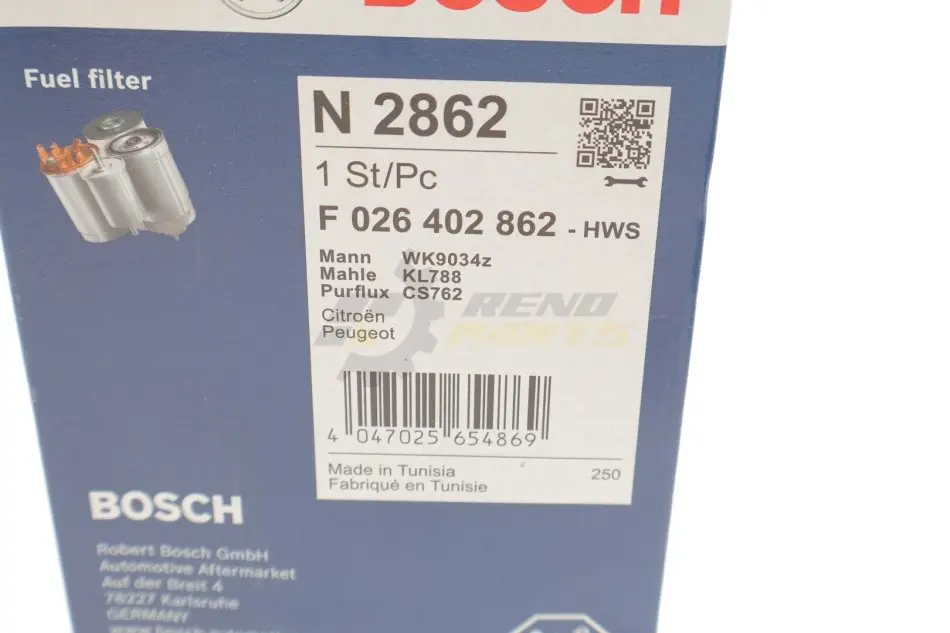 BOSCH
Fuel filter
N 2862
1 St/Pc
F 026 402 862 - HWS
Mann WK9034z
Mahle KL788
Purflux CS762
Citroën
Peugeot
RENO
PARTS
4 047025 654869
Made in Tunisia
Fabriqué en Tunisie
250
BOSCH
Robert Bosch GmbH
Automotive Aftermarket
Auf der Breit 4
76227 Karlsruhe
GERMANY